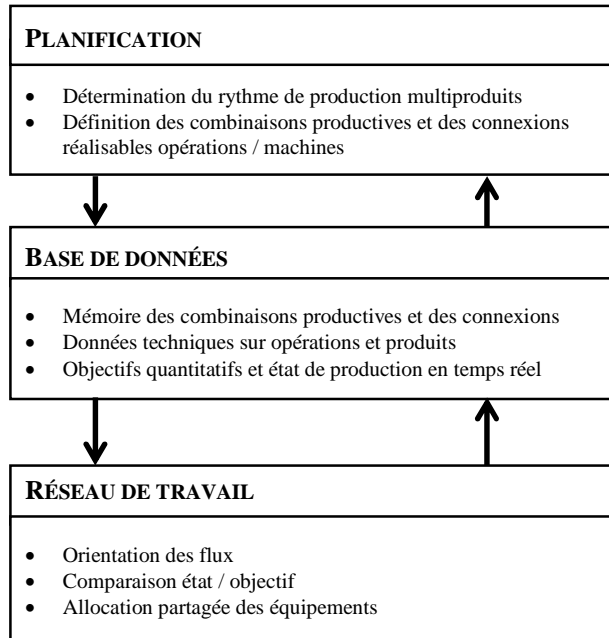 PLANIFICATION
• Détermination du rythme de production multiproduits
• Définition des combinaisons productives et des connexions
réalisables opérations / machines
BASE DE DONNÉES
• Mémoire des combinaisons productives et des connexions
• Données techniques sur opérations et produits
• Objectifs quantitatifs et état de production en temps réel
RÉSEAU DE TRAVAIL
• Orientation des flux
• Comparaison état / objectif
• Allocation partagée des équipements